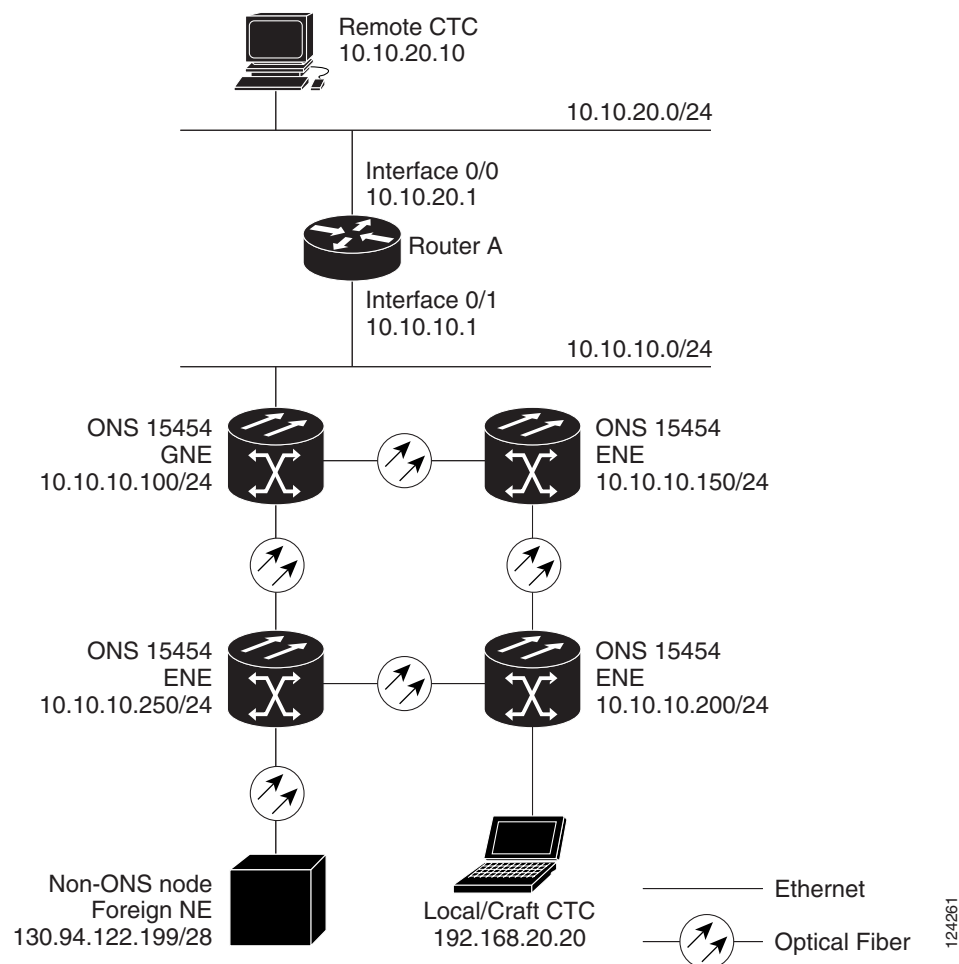 Remote CTC
10.10.20.10
10.10.20.0/24
Interface 0/0
10.10.20.1
Router A
Interface 0/1
10.10.10.1
10.10.10.0/24
ONS 15454
GNE
10.10.10.100/24
ONS 15454
ENE
10.10.10.150/24
ONS 15454
ENE
10.10.10.250/24
ONS 15454
ENE
10.10.10.200/24
Non-ONS node
Foreign NE
130.94.122.199/28
Local/Craft CTC
192.168.20.20
Ethernet
Optical Fiber
124261